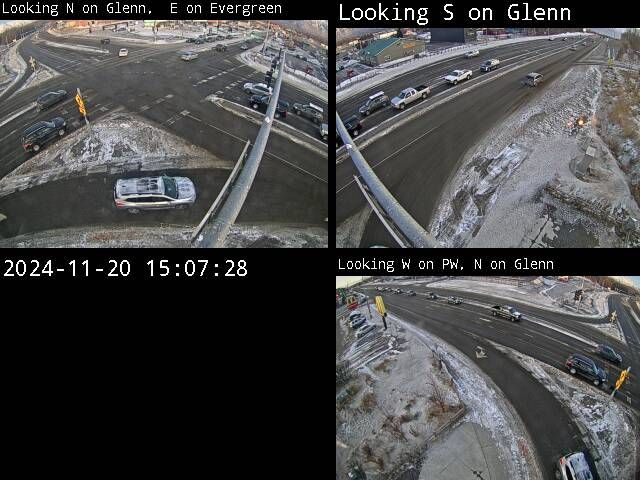 Looking N on Glenn,  E on Evergreen
Looking S on Glenn
2024-11-20 15:07:28
Looking W on PW, N on Glenn